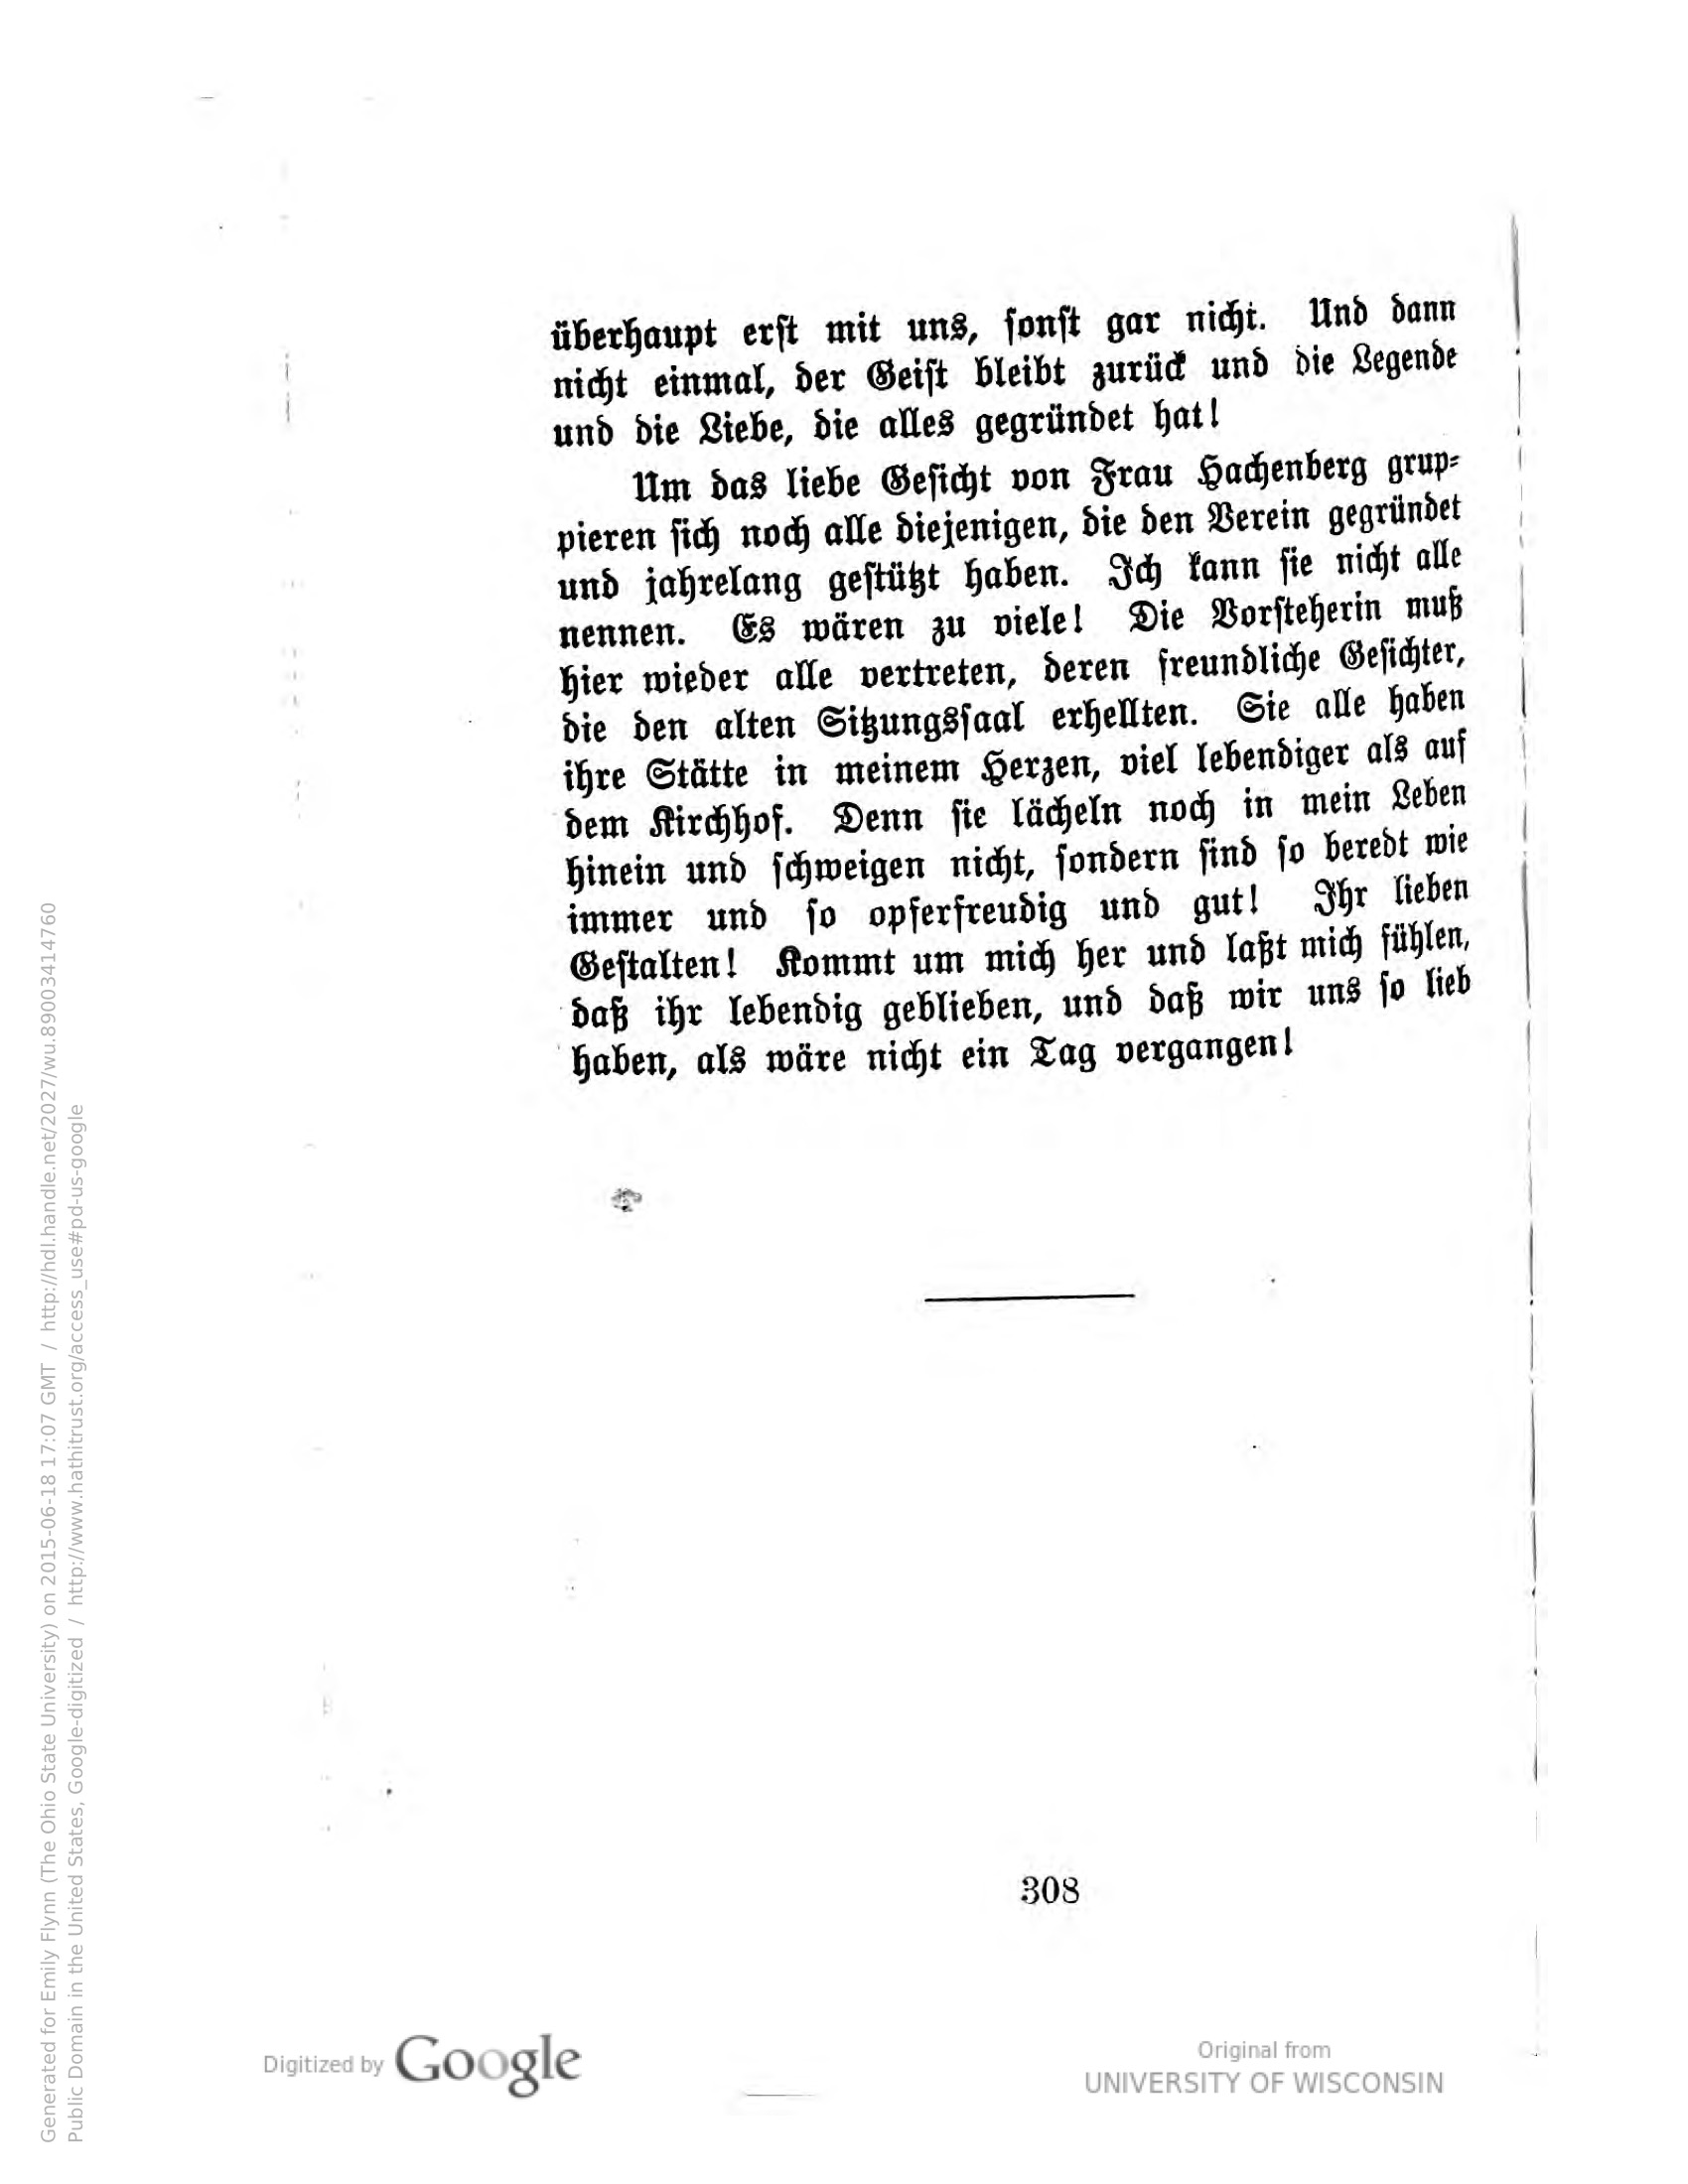 überhaupt erst mit uns, sonst gar nicht. Und dann
nicht einmal, der Geist bleibt zurück und die Legende
und die Liebe, die alles gegründet hat!
Um das liebe Gesicht von Frau Hachenberg grup-
pieren sich noch alle diejenigen, die den Verein gegründet
und jahrelang gestützt haben. Ich kann sie nicht alle
nennen. Es wären zu viele! Die Vorsteherin muß
hier wieder alle vertreten, deren freundliche Gesichter,
die den alten Sitzungssaal erhellten. Sie alle haben
ihre Stätte in meinem Herzen, viel lebendiger als auf
dem Kirchhof. Denn sie lächeln noch in mein Leben
hinein und schweigen nicht, sondern sind so beredt wie
immer und so opferfreudig und gut! Ihr lieben
Gestalten! Kommt um mich her und laßt mich fühlen,
daß ihr lebendig geblieben, und daß wir uns so lieb
haben, als wäre nicht ein Tag vergangen!
308
Digitized by Google
Original from
UNIVERSITY OF WISCONSIN
Generated for Emily Flynn (The Ohio State University) on 2015-06-18 17:07 GMT / http://hdl.handle.net/2027/wu.89003414760
Public Domain in the United States, Google-digitized / http://www.hathitrust.org/access_use#pd-us-google